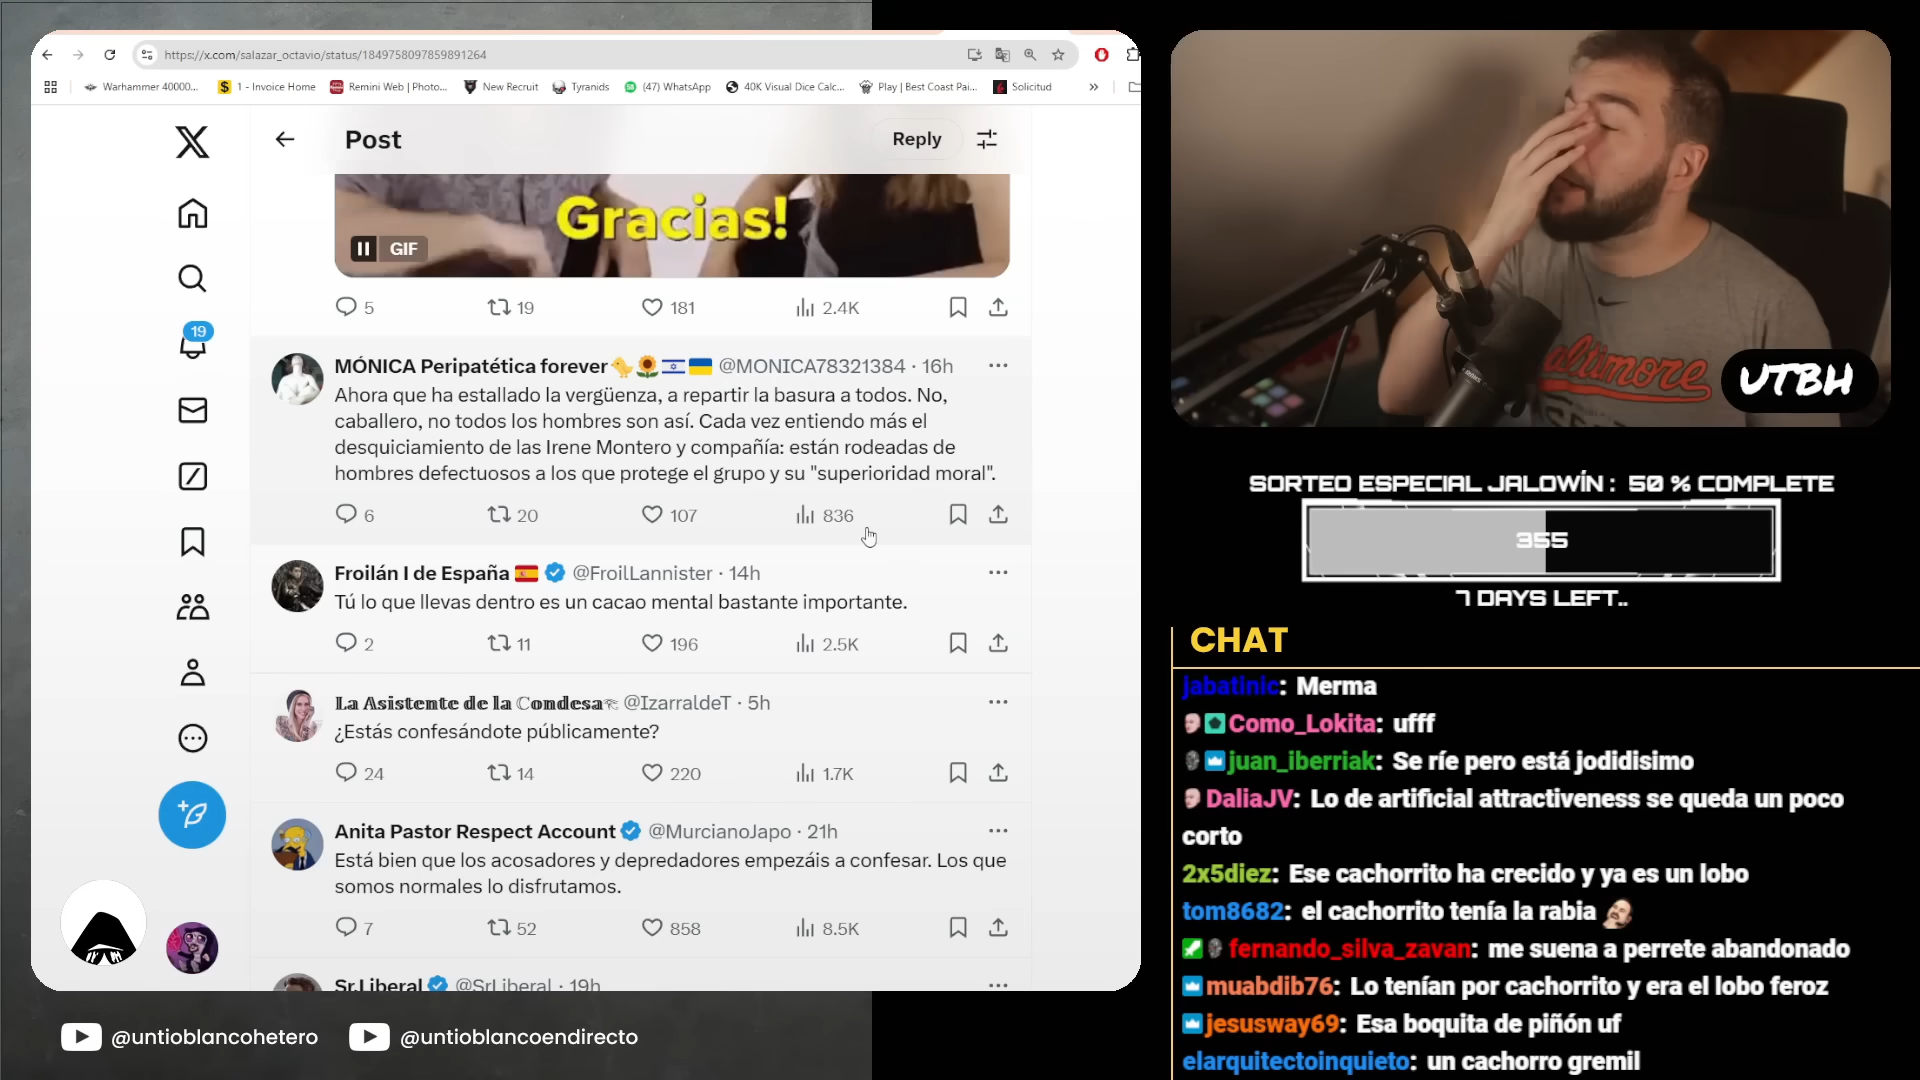 https://x.com/salazar_octavio/status/1849758097859891264
Warhammer 40000...
$ 1 - Invoice Home
Remini Web | Photo...
New Recruit
Tyranids
(47) WhatsApp
40K Visual Dice Calc...
Play | Best Coast Pai...
Solicitud
»
Post
Reply
Gracias!
GIF
5 19 181 2.4K
19
MÓNICA Peripatética forever🐤🌻🇮🇱🇺🇦 @MONICA78321384 · 16h
Ahora que ha estallado la vergüenza, a repartir la basura a todos. No,
caballero, no todos los hombres son así. Cada vez entiendo más el
desquiciamiento de las Irene Montero y compañía: están rodeadas de
hombres defectuosos a los que protege el grupo y su "superioridad moral".
6 20 107 836
Froilán I de España 🇪🇸 @FroilLannister · 14h
Tú lo que llevas dentro es un cacao mental bastante importante.
2 11 196 2.5K
𝕃𝕒 𝔸𝕤𝕚𝕤𝕥𝕖𝕟𝕥𝕖 𝕕𝕖 𝕝𝕒 ℂ𝕠𝕟𝕕𝕖𝕤𝕒 @IzarraldeT · 5h
¿Estás confesándote públicamente?
24 14 220 1.7K
Anita Pastor Respect Account @MurcianoJapo · 21h
Está bien que los acosadores y depredadores empezáis a confesar. Los que
somos normales lo disfrutamos.
7 52 858 8.5K
Sr.Liberal @SrLiberal · 19h
@untioblancohetero
@untioblancoendirecto
Baltimore
UTBH
SORTEO ESPECIAL JALOWÍN : 50 % COMPLETE
355
7 DAYS LEFT..
CHAT
jabatinic: Merma
Como_Lokita: ufff
juan_iberriak: Se ríe pero está jodidisimo
DaliaJV: Lo de artificial attractiveness se queda un poco
corto
2x5diez: Ese cachorrito ha crecido y ya es un lobo
tom8682: el cachorrito tenía la rabia
fernando_silva_zavan: me suena a perrete abandonado
muabdib76: Lo tenían por cachorrito y era el lobo feroz
jesusway69: Esa boquita de piñón uf
elarquitectoinquieto: un cachorro gremil